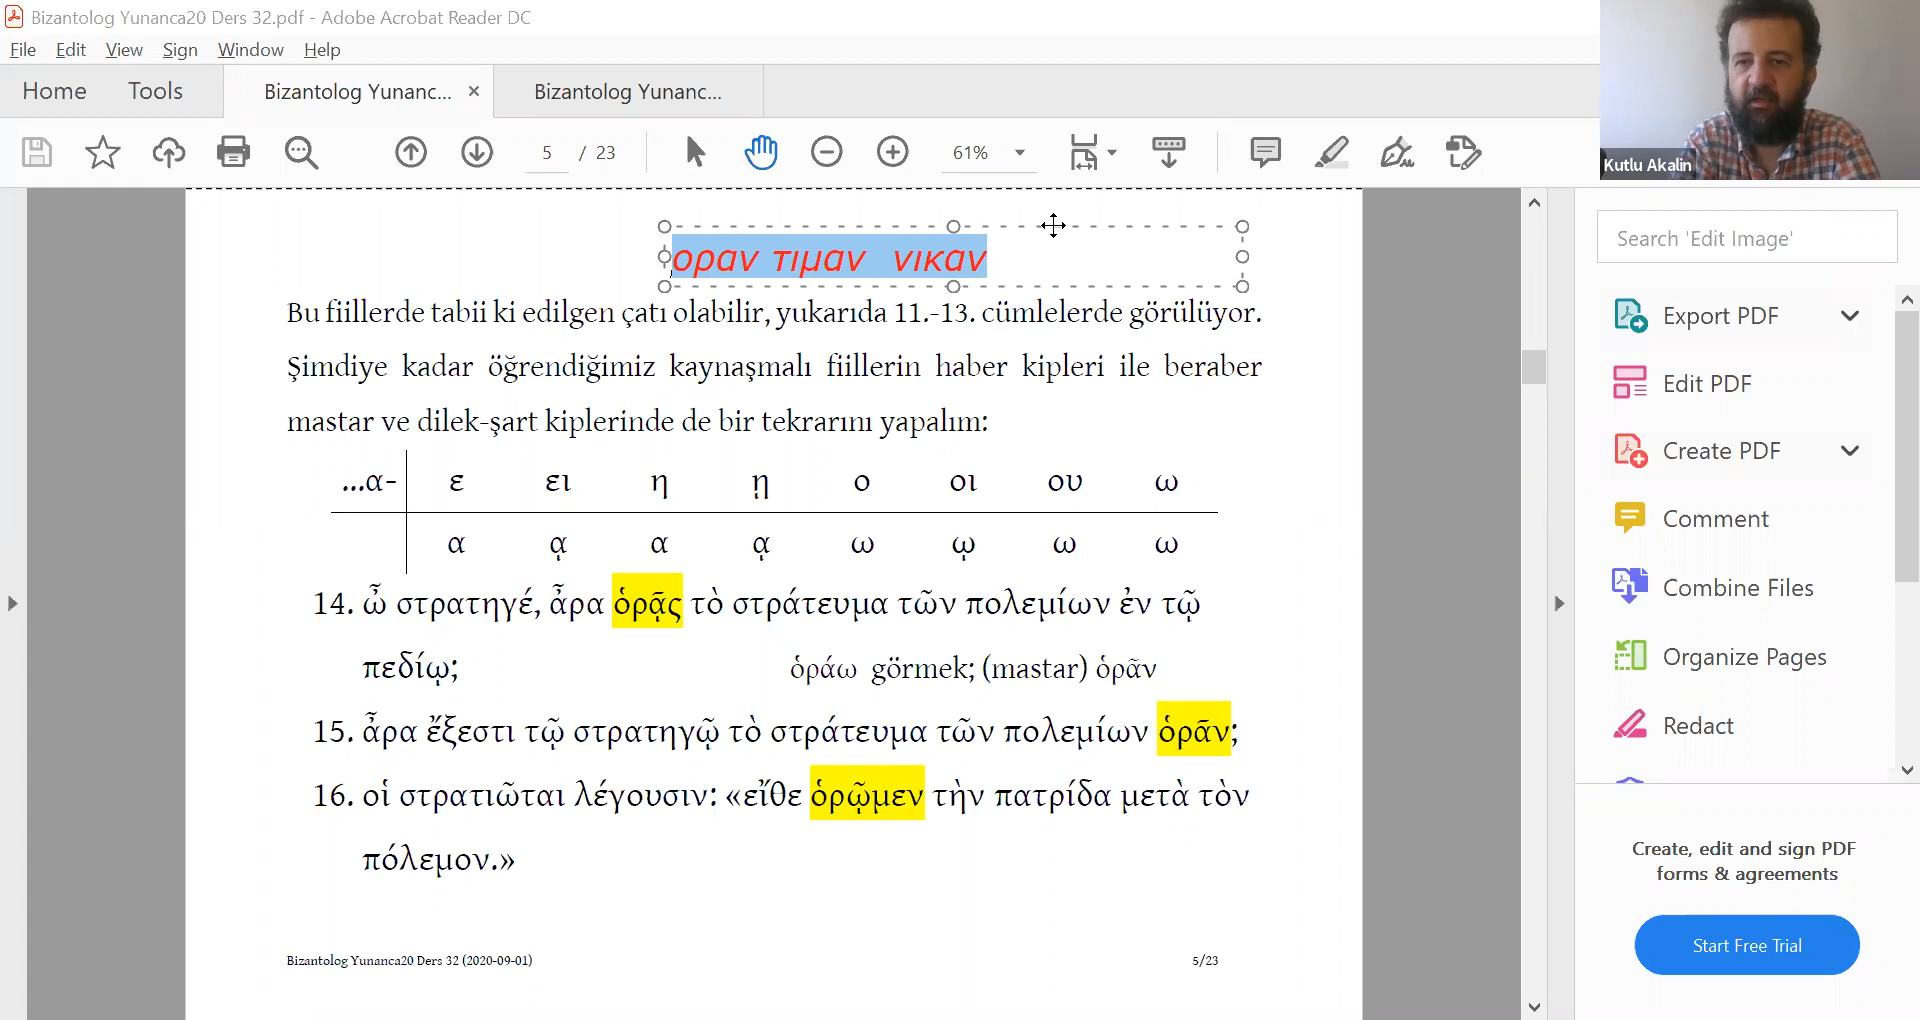 Bizantolog Yunanca20 Ders 32.pdf - Adobe Acrobat Reader DC
File Edit View Sign Window Help
Home Tools Bizantolog Yunanc... × Bizantolog Yunanc...
5 / 23 61%
Kutlu Akalin
οραν τιμαν νικαν
Bu fiillerde tabii ki edilgen çatı olabilir, yukarıda 11.-13. cümlelerde görülüyor.
Şimdiye kadar öğrendiğimiz kaynaşmalı fiillerin haber kipleri ile beraber
mastar ve dilek-şart kiplerinde de bir tekrarını yapalım:
...α- ε ει η ῃ ο οι ου ω
α ᾳ α ᾳ ω ῳ ω ω
14. ὦ στρατηγέ, ἆρα ὁρᾷς τὸ στράτευμα τῶν πολεμίων ἐν τῷ
πεδίῳ; ὁράω görmek; (mastar) ὁρᾶν
15. ἆρα ἔξεστι τῷ στρατηγῷ τὸ στράτευμα τῶν πολεμίων ὁρᾶν;
16. οἱ στρατιῶται λέγουσιν: «εἴθε ὁρῷμεν τὴν πατρίδα μετὰ τὸν
πόλεμον.»
Bizantolog Yunanca20 Ders 32 (2020-09-01) 5/23
Search 'Edit Image'
Export PDF
Edit PDF
Create PDF
Comment
Combine Files
Organize Pages
Redact
Create, edit and sign PDF
forms & agreements
Start Free Trial